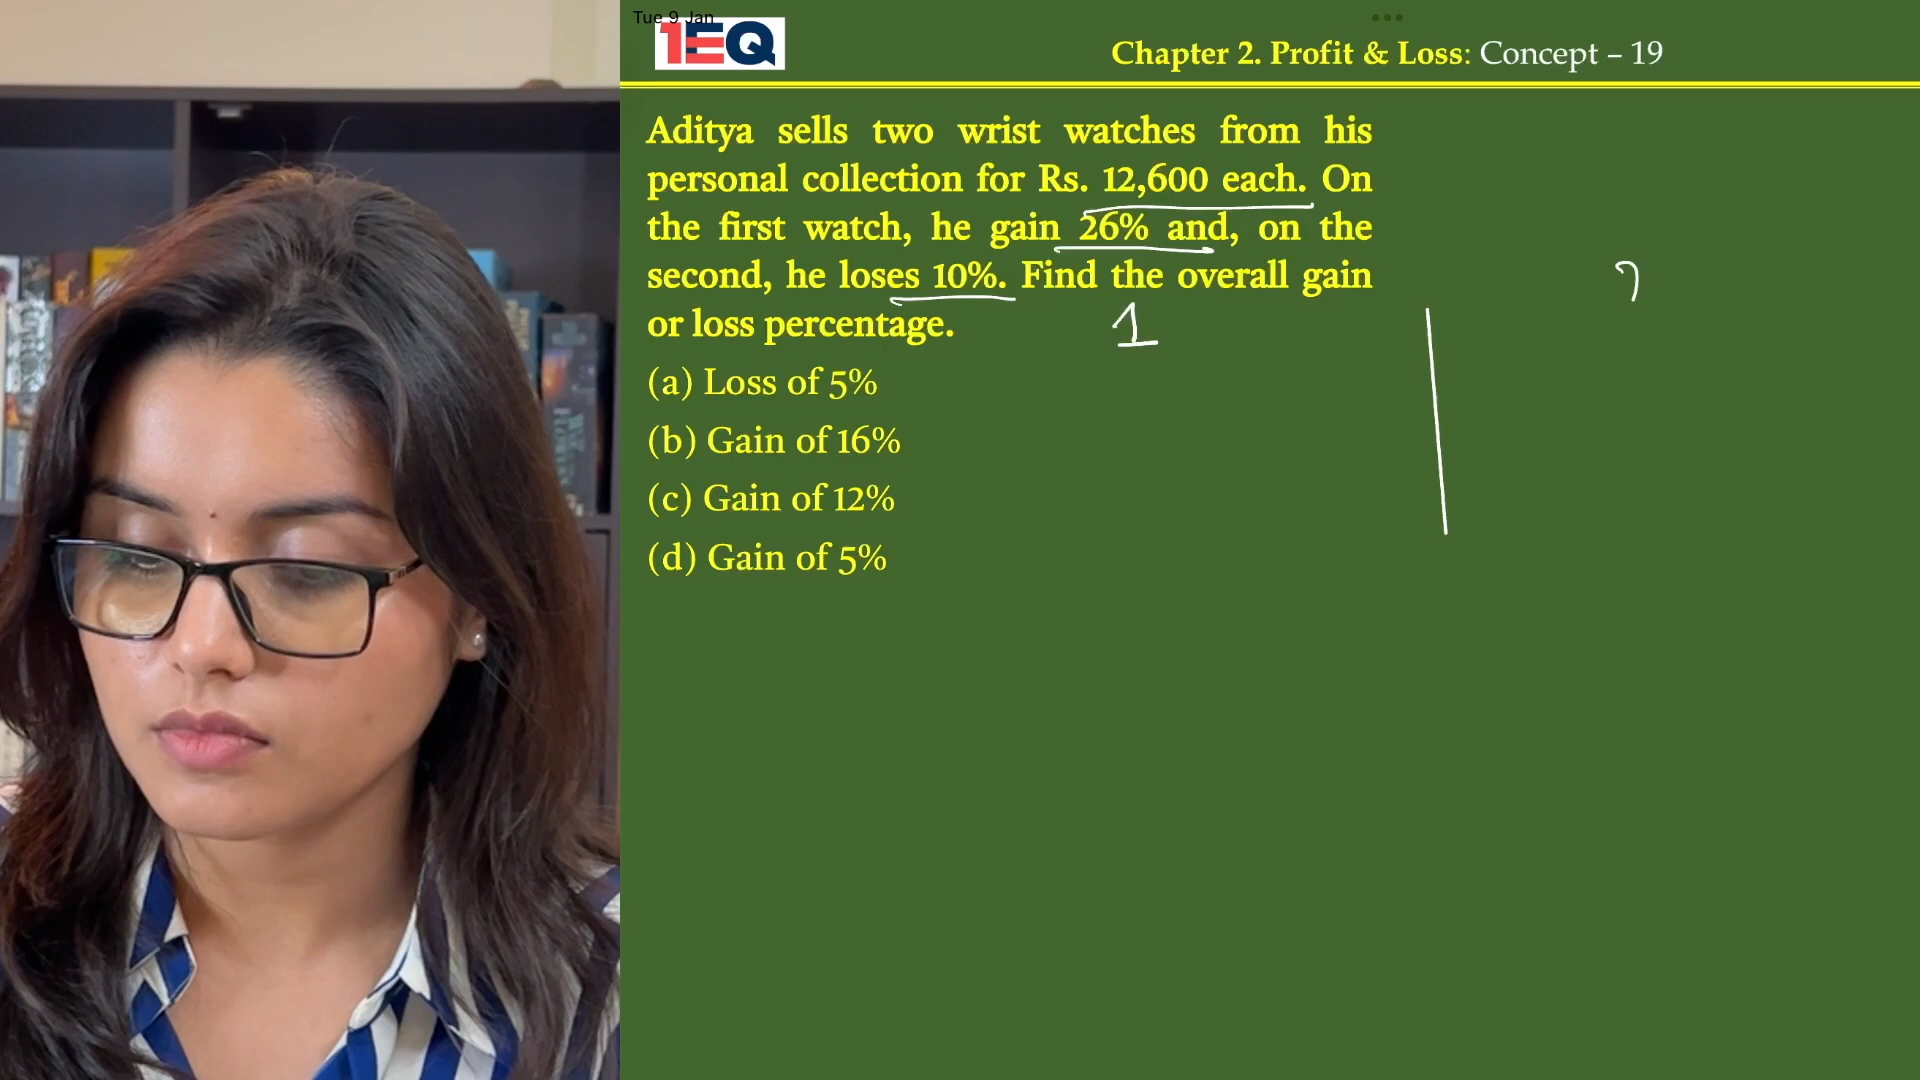 Tue 9 Jan
1EQ
Chapter 2. Profit & Loss: Concept – 19
Aditya sells two wrist watches from his
personal collection for Rs. 12,600 each. On
the first watch, he gain 26% and, on the
second, he loses 10%. Find the overall gain
or loss percentage.
1
(a) Loss of 5%
(b) Gain of 16%
(c) Gain of 12%
(d) Gain of 5%